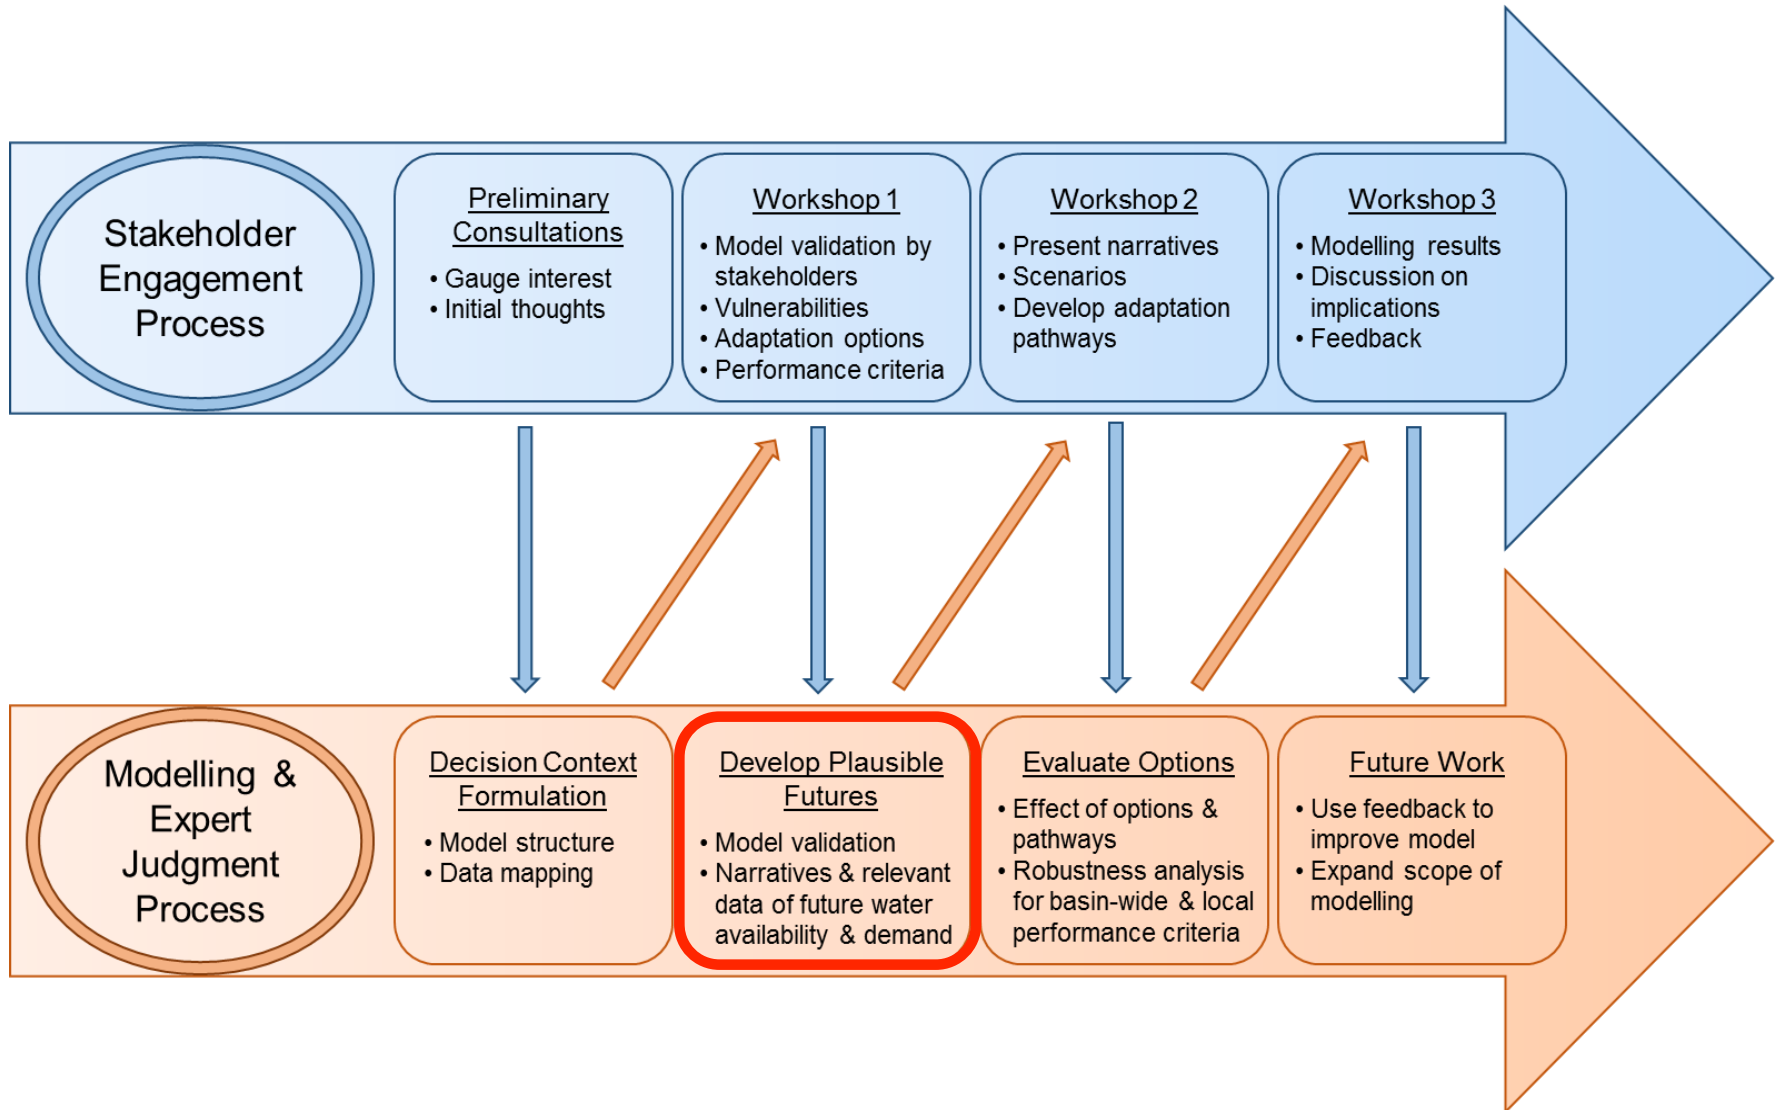 Stakeholder
Engagement
Process
Preliminary
Consultations
• Gauge interest
• Initial thoughts
Workshop 1
• Model validation by
stakeholders
• Vulnerabilities
• Adaptation options
• Performance criteria
Workshop 2
• Present narratives
• Scenarios
• Develop adaptation
pathways
Workshop 3
• Modelling results
• Discussion on
implications
• Feedback
Modelling &
Expert
Judgment
Process
Decision Context
Formulation
• Model structure
• Data mapping
Develop Plausible
Futures
• Model validation
• Narratives & relevant
data of future water
availability & demand
Evaluate Options
• Effect of options &
pathways
• Robustness analysis
for basin-wide & local
performance criteria
Future Work
• Use feedback to
improve model
• Expand scope of
modelling